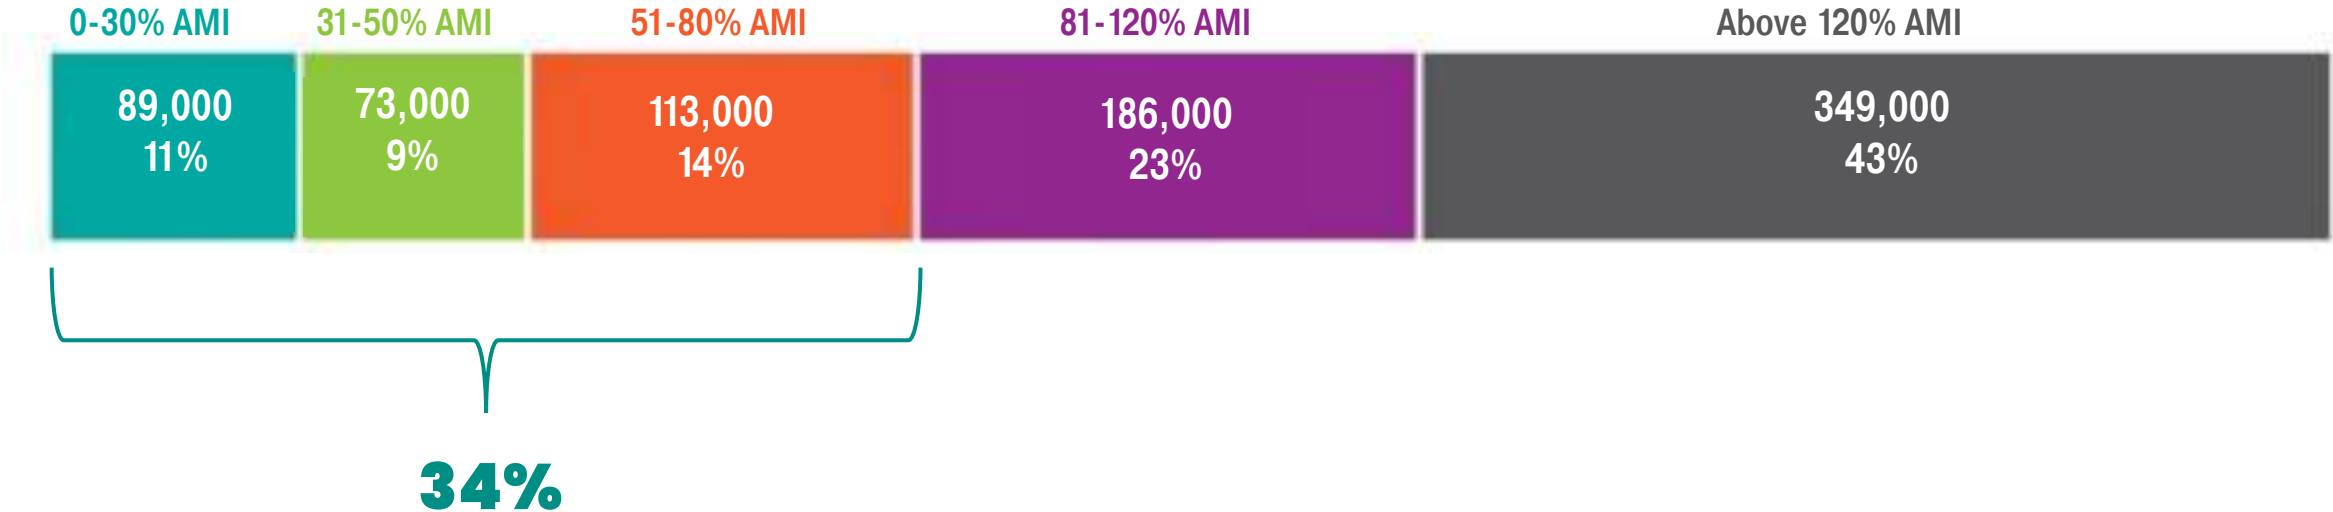 0-30% AMI
31-50% AMI
51-80% AMI
81-120% AMI
Above 120% AMI
89,000
11%
73,000
9%
113,000
14%
186,000
23%
349,000
43%
34%